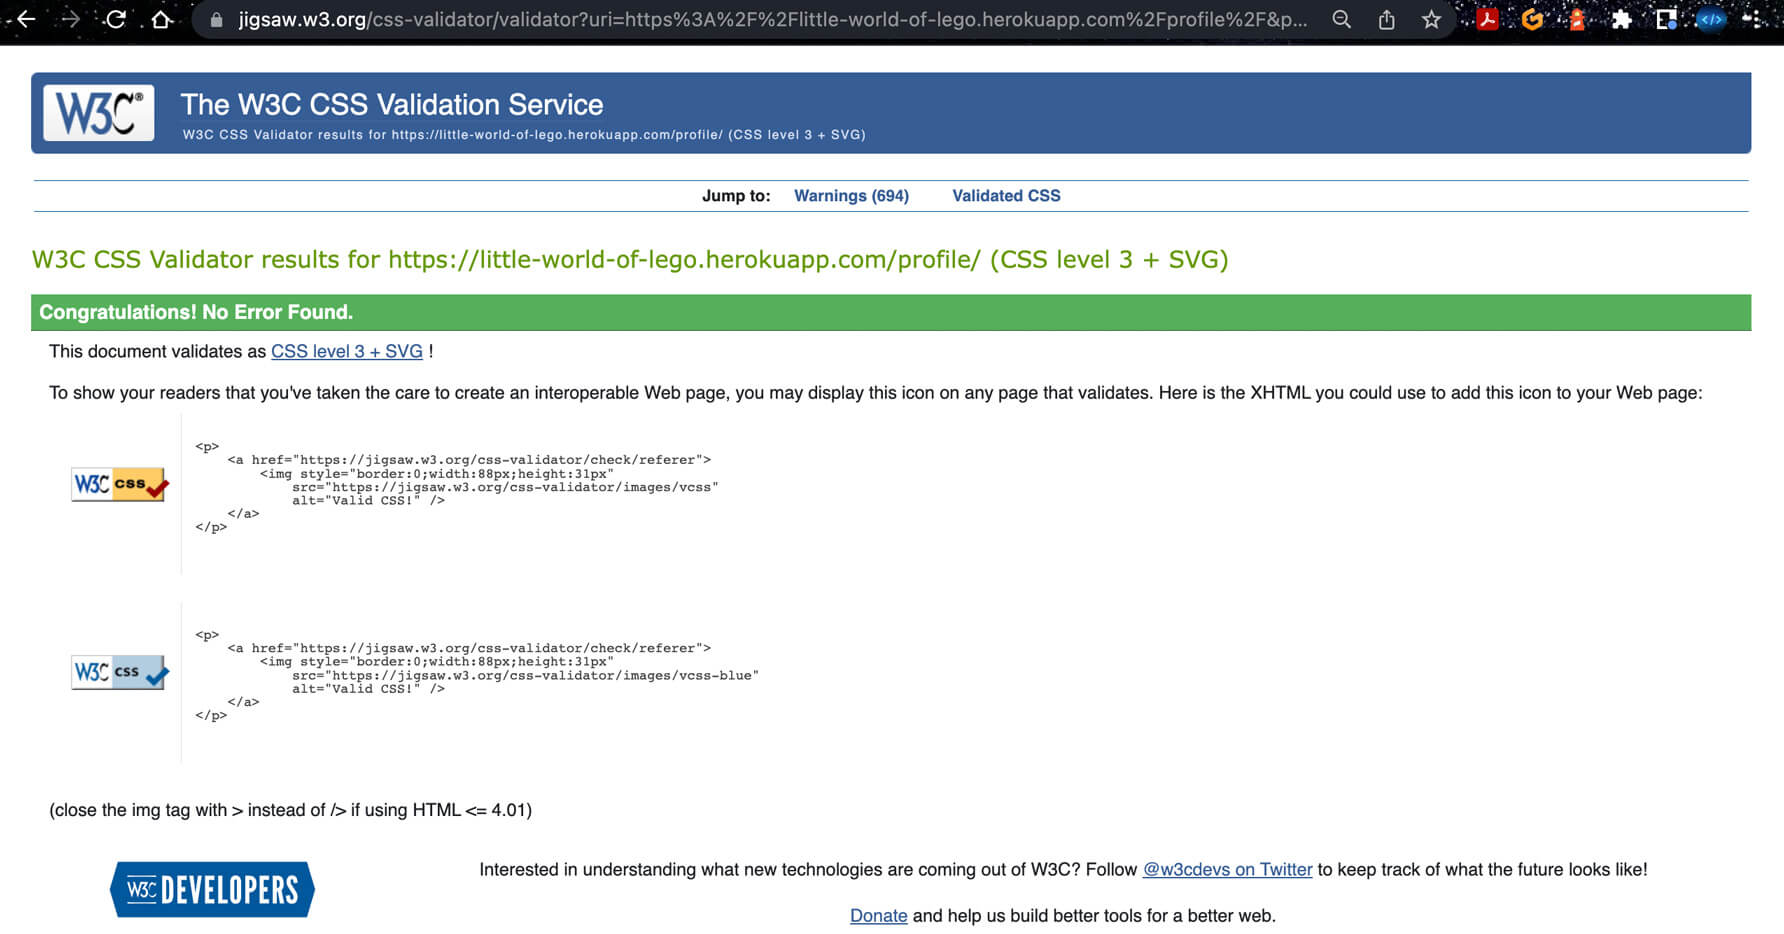 jigsaw.w3.org/css-validator/validator?uri=https%3A%2F%2Flittle-world-of-lego.herokuapp.com%2Fprofile%2F&p...
W3C®
The W3C CSS Validation Service
W3C CSS Validator results for https://little-world-of-lego.herokuapp.com/profile/ (CSS level 3 + SVG)
Jump to: Warnings (694) Validated CSS
W3C CSS Validator results for https://little-world-of-lego.herokuapp.com/profile/ (CSS level 3 + SVG)
Congratulations! No Error Found.
This document validates as CSS level 3 + SVG !
To show your readers that you've taken the care to create an interoperable Web page, you may display this icon on any page that validates. Here is the XHTML you could use to add this icon to your Web page:
W3C css
<p>
    <a href="https://jigsaw.w3.org/css-validator/check/referer">
        <img style="border:0;width:88px;height:31px"
            src="https://jigsaw.w3.org/css-validator/images/vcss"
            alt="Valid CSS!" />
    </a>
</p>
W3C css
<p>
    <a href="https://jigsaw.w3.org/css-validator/check/referer">
        <img style="border:0;width:88px;height:31px"
            src="https://jigsaw.w3.org/css-validator/images/vcss-blue"
            alt="Valid CSS!" />
    </a>
</p>
(close the img tag with > instead of /> if using HTML <= 4.01)
W3C DEVELOPERS
Interested in understanding what new technologies are coming out of W3C? Follow @w3cdevs on Twitter to keep track of what the future looks like!
Donate and help us build better tools for a better web.